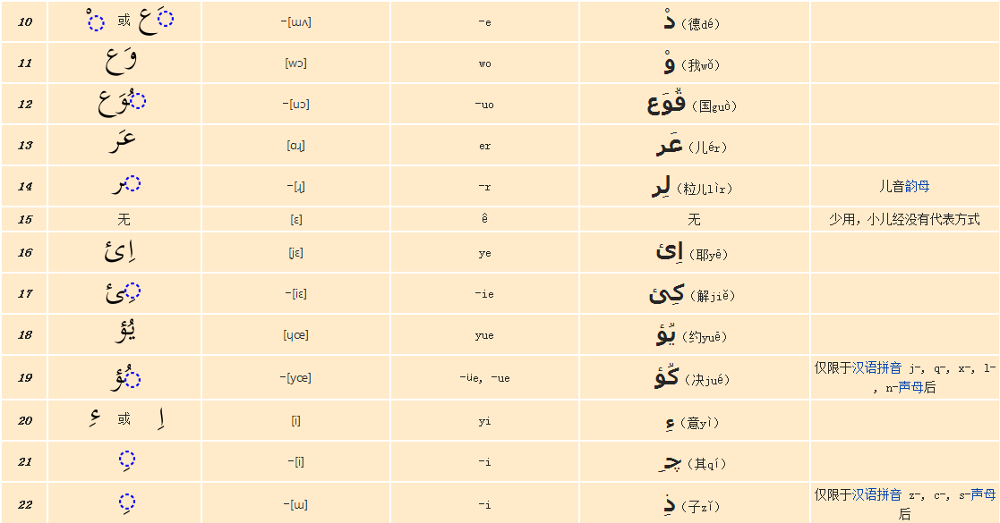 10 ◌ْ 或 ◌َع -[ɯʌ] -e دْ (德dé)
11 وَع [wɔ] wo وْ (我wǒ)
12 ◌ُوَع -[uɔ] -uo قُوَع (国guò)
13 عَر [ɑɻ] er عَر (儿ér)
14 ◌ر -[ɻ] -r لِر (粒儿lìr) 儿音韵母
15 无 [ɛ] ê 无 少用，小儿经没有代表方式
16 اِئ [jɛ] ye اِئ (耶yē)
17 ◌ِئ -[iɛ] -ie کِئ (解jiě)
18 يُؤ [ɥœ] yue يُؤ (约yuē)
19 ◌ُؤ -[yœ] -üe, -ue کُؤ (决jué) 仅限于汉语拼音 j-, q-, x-, l-
, n-声母后
20 ءِ 或 اِ [i] yi ءِ (意yì)
21 ◌ِ -[i] -i چِـ (其qí)
22 ◌ِ -[ɯ] -i ذِ (子zǐ) 仅限于汉语拼音 z-, c-, s-声母
后